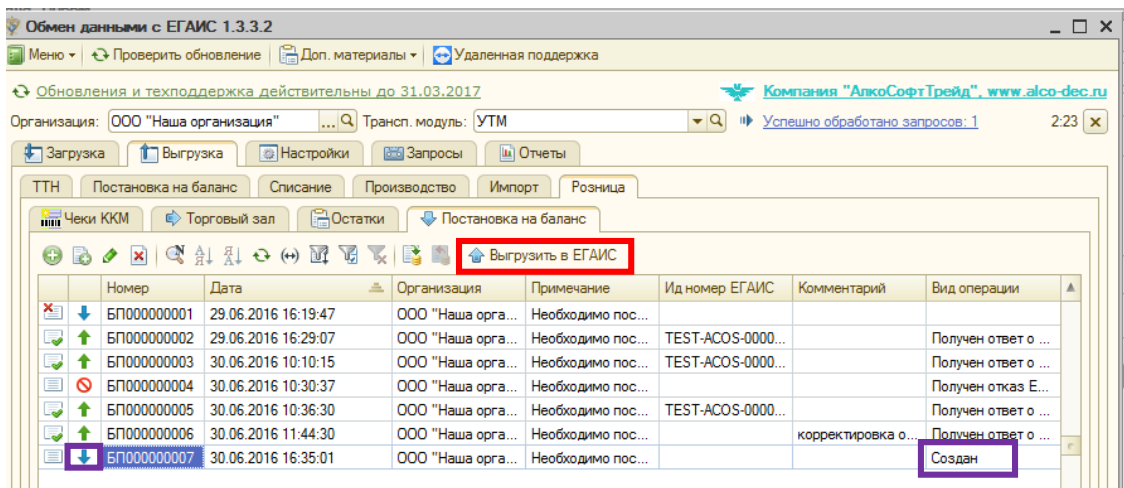 Обмен данными с ЕГАИС 1.3.3.2
Меню Проверить обновление Доп. материалы Удаленная поддержка
Обновления и техподдержка действительны до 31.03.2017 Компания "АлкоСофтТрейд", www.alco-dec.ru
Организация: ООО "Наша организация" ... Трансп. модуль: УТМ Успешно обработано запросов: 1 2:23
Загрузка Выгрузка Настройки Запросы Отчеты
ТТН Постановка на баланс Списание Производство Импорт Розница
Чеки ККМ Торговый зал Остатки Постановка на баланс
Выгрузить в ЕГАИС
Номер Дата Организация Примечание Ид номер ЕГАИС Комментарий Вид операции
БП000000001 29.06.2016 16:19:47 ООО "Наша орга... Необходимо пос...
БП000000002 29.06.2016 16:29:07 ООО "Наша орга... Необходимо пос... TEST-ACOS-0000... Получен ответ о ...
БП000000003 30.06.2016 10:10:15 ООО "Наша орга... Необходимо пос... TEST-ACOS-0000... Получен ответ о ...
БП000000004 30.06.2016 10:30:37 ООО "Наша орга... Необходимо пос... Получен отказ Е...
БП000000005 30.06.2016 10:36:30 ООО "Наша орга... Необходимо пос... TEST-ACOS-0000... Получен ответ о ...
БП000000006 30.06.2016 11:44:30 ООО "Наша орга... Необходимо пос... корректировка о... Получен ответ о ...
БП000000007 30.06.2016 16:35:01 ООО "Наша орга... Необходимо пос... Создан